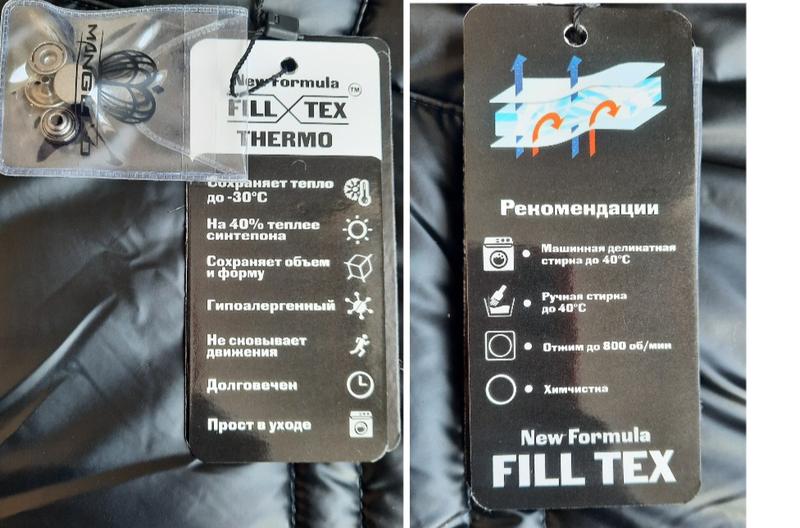 New Formula
FILL TEX
TM
THERMO
Сохраняет тепло
до -30°C
На 40% теплее
синтепона
Сохраняет объем
и форму
Гипоалергенный
Не сковывает
движения
Долговечен
Прост в уходе
Рекомендации
Машинная деликатная
стирка до 40°C
Ручная стирка
до 40°C
Отжим до 800 об/мин
Химчистка
New Formula
FILL TEX